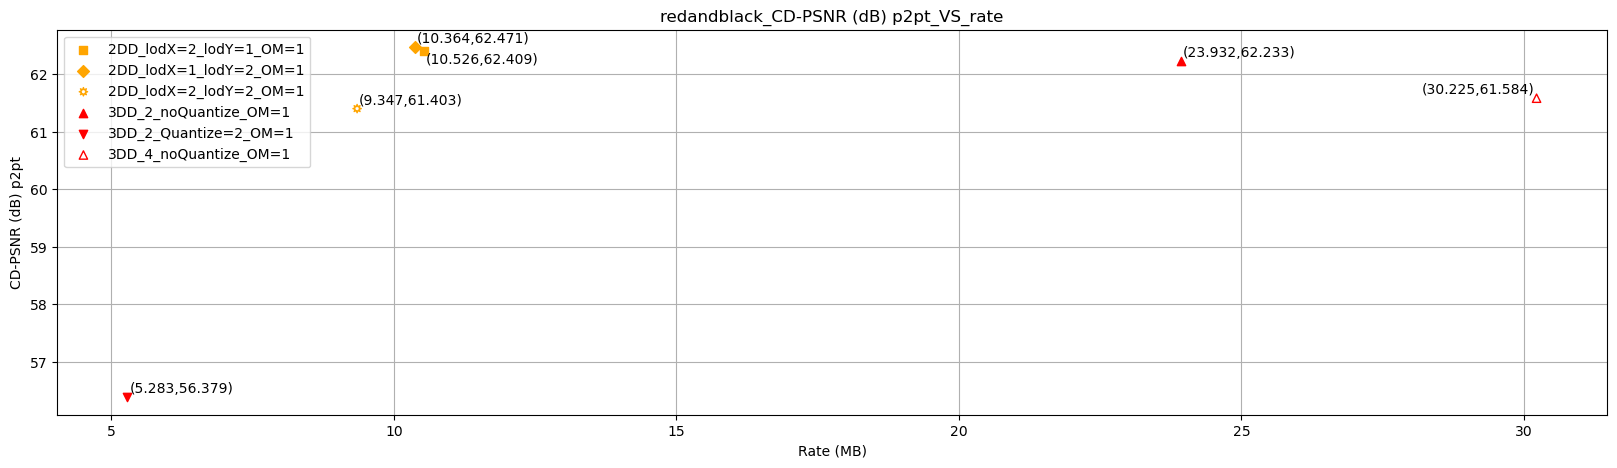 redandblack_CD-PSNR (dB) p2pt_VS_rate
2DD_lodX=2_lodY=1_OM=1
2DD_lodX=1_lodY=2_OM=1
2DD_lodX=2_lodY=2_OM=1
3DD_2_noQuantize_OM=1
3DD_2_Quantize=2_OM=1
3DD_4_noQuantize_OM=1
(10.364,62.471)
(10.526,62.409)
(9.347,61.403)
(23.932,62.233)
(30.225,61.584)
(5.283,56.379)
CD-PSNR (dB) p2pt
62
61
60
59
58
57
5
10
15
20
25
30
Rate (MB)